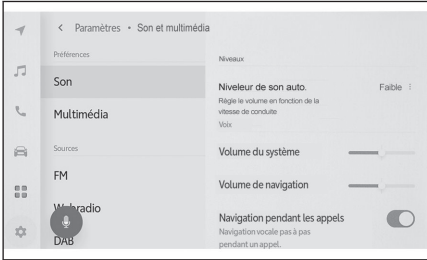 < Paramètres • Son et multimédia
Préférences
Son
Multimédia
Sources
FM
Webradio
DAB
Niveaux
Niveleur de son auto.
Faible
Règle le volume en fonction de la
vitesse de conduite
Voix
Volume du système
Volume de navigation
Navigation pendant les appels
Navigation vocale pas à pas
pendant un appel.